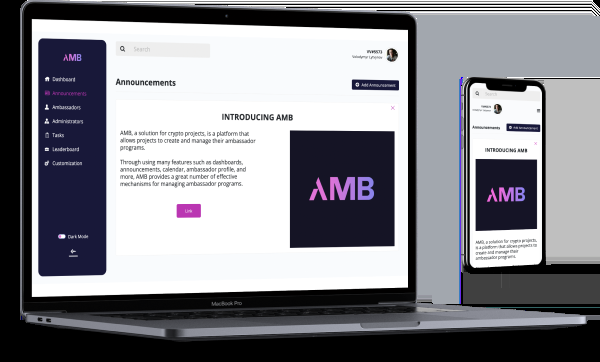 AMB
Dashboard
Announcements
Ambassadors
Administrators
Tasks
Leaderboard
Customization
Dark Mode
Search
Announcements
Add Announcement
INTRODUCING AMB
AMB, a solution for crypto projects, is a platform that
allows projects to create and manage their ambassador
programs.
Through using many features such as dashboards,
announcements, calendar, ambassador profile, and
more, AMB provides a great number of effective
mechanisms for managing ambassador programs.
Link
AMB
MacBook Pro
Search
Announcements
Add Announcement
INTRODUCING AMB
AMB
AMB, a solution for crypto projects,
is a platform that allows projects to
create and manage their
ambassador programs.